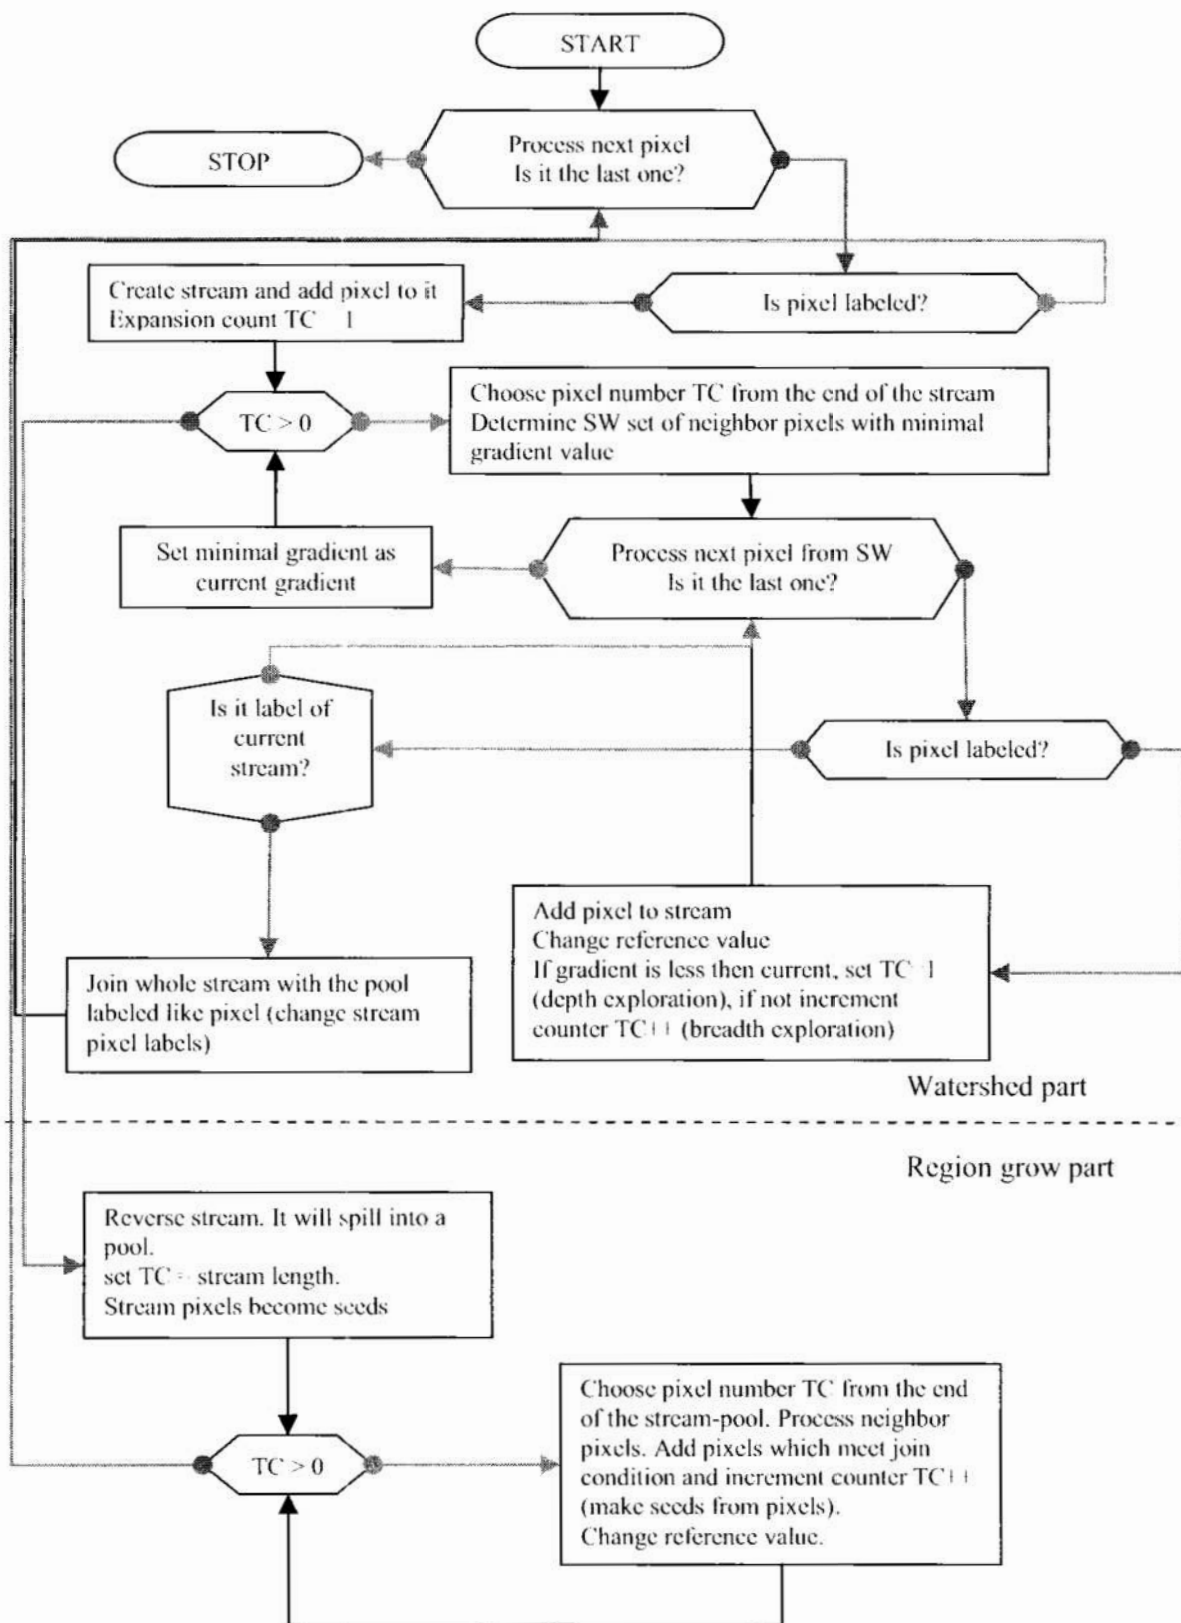 START
Process next pixel
Is it the last one?
STOP
Create stream and add pixel to it
Expansion count TC 1
Is pixel labeled?
TC > 0
Choose pixel number TC from the end of the stream
Determine SW set of neighbor pixels with minimal
gradient value
Set minimal gradient as
current gradient
Process next pixel from SW
Is it the last one?
Is it label of
current
stream?
Is pixel labeled?
Add pixel to stream
Change reference value
If gradient is less then current, set TC=1
(depth exploration), if not increment
counter TC++ (breadth exploration)
Join whole stream with the pool
labeled like pixel (change stream
pixel labels)
Watershed part
Region grow part
Reverse stream. It will spill into a
pool.
set TC = stream length.
Stream pixels become seeds
TC > 0
Choose pixel number TC from the end
of the stream-pool. Process neighbor
pixels. Add pixels which meet join
condition and increment counter TC++
(make seeds from pixels).
Change reference value.